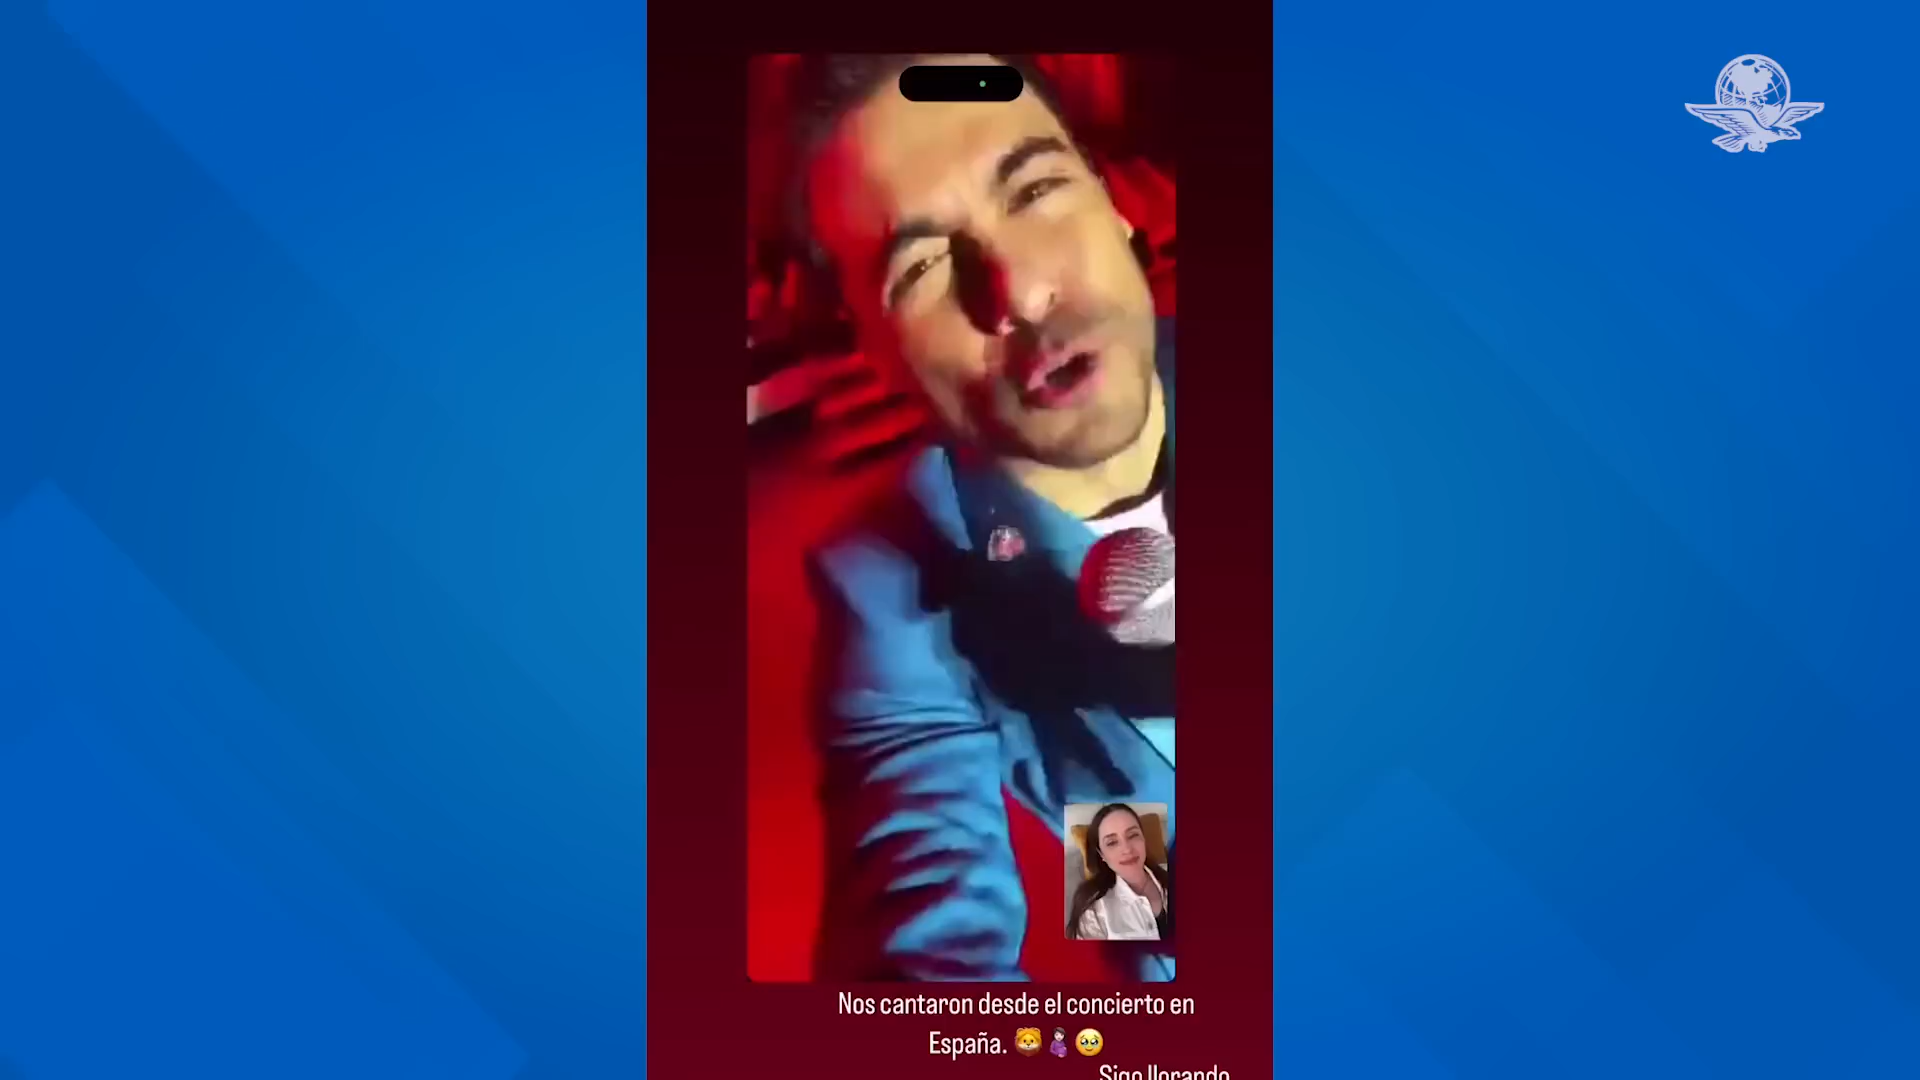 Nos cantaron desde el concierto en
España. 🦁🤰🏻🥹
Sigo llorando